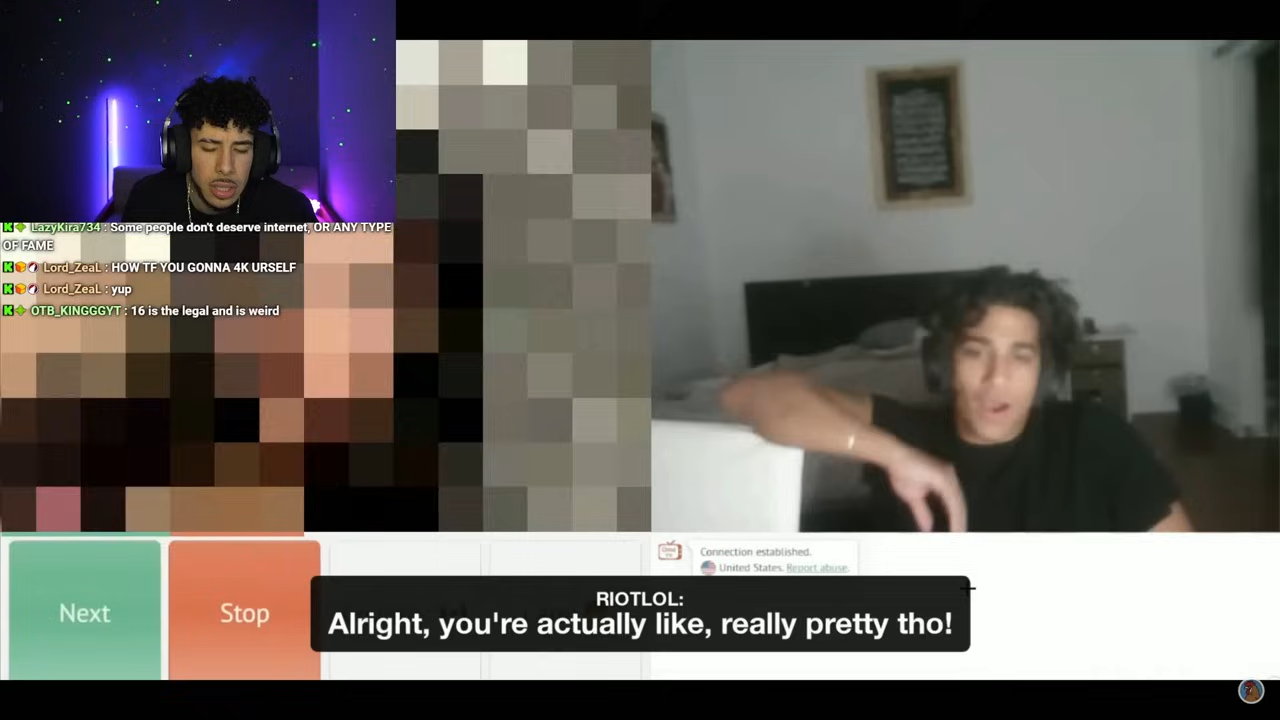 LazyKira734 : Some people don't deserve internet, OR ANY TYPE
OF FAME
Lord_ZeaL : HOW TF YOU GONNA 4K URSELF
Lord_ZeaL : yup
OTB_KINGGGYT : 16 is the legal and is weird
Next
Stop
Connection established.
United States. Report abuse.
RIOTLOL:
Alright, you're actually like, really pretty tho!